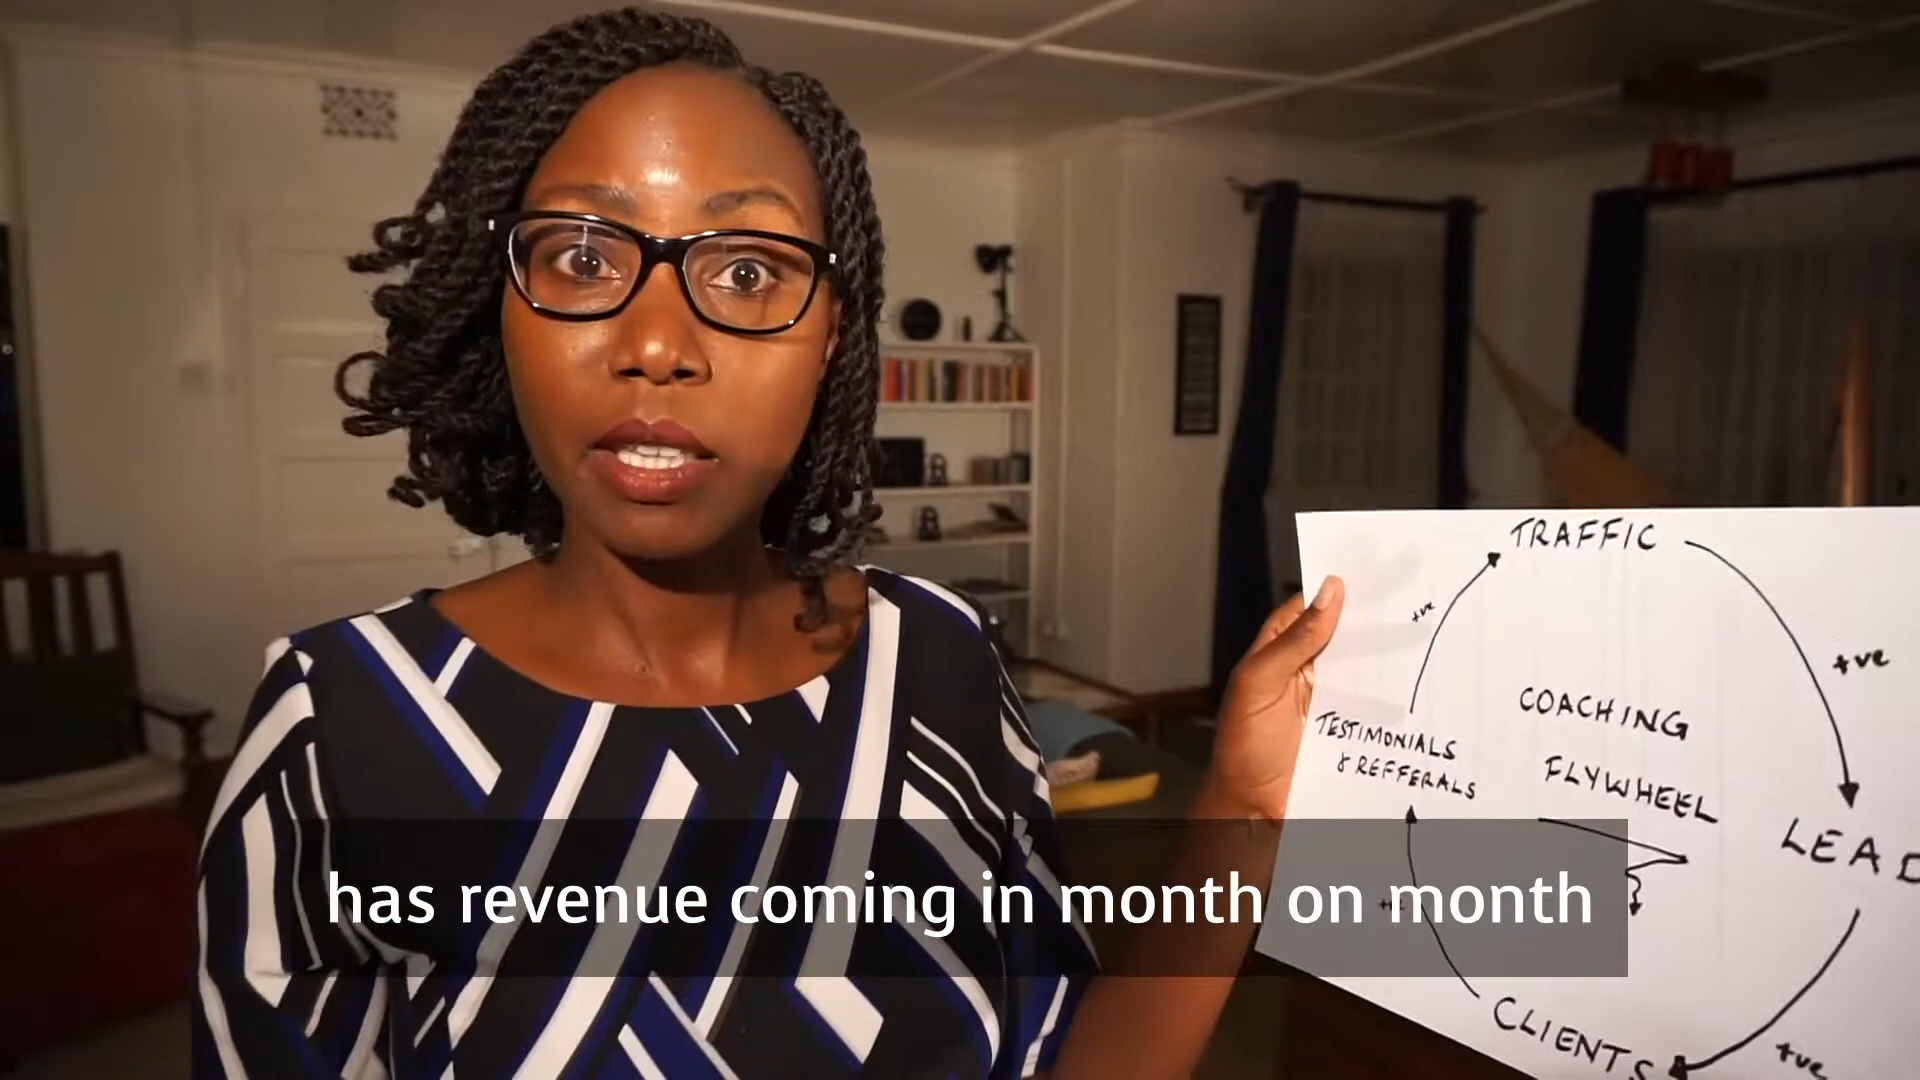 TRAFFIC
+ve
+ve
COACHING
FLYWHEEL
TESTIMONIALS
& REFFERALS
LEAD
has revenue coming in month on month
CLIENTS
+ve